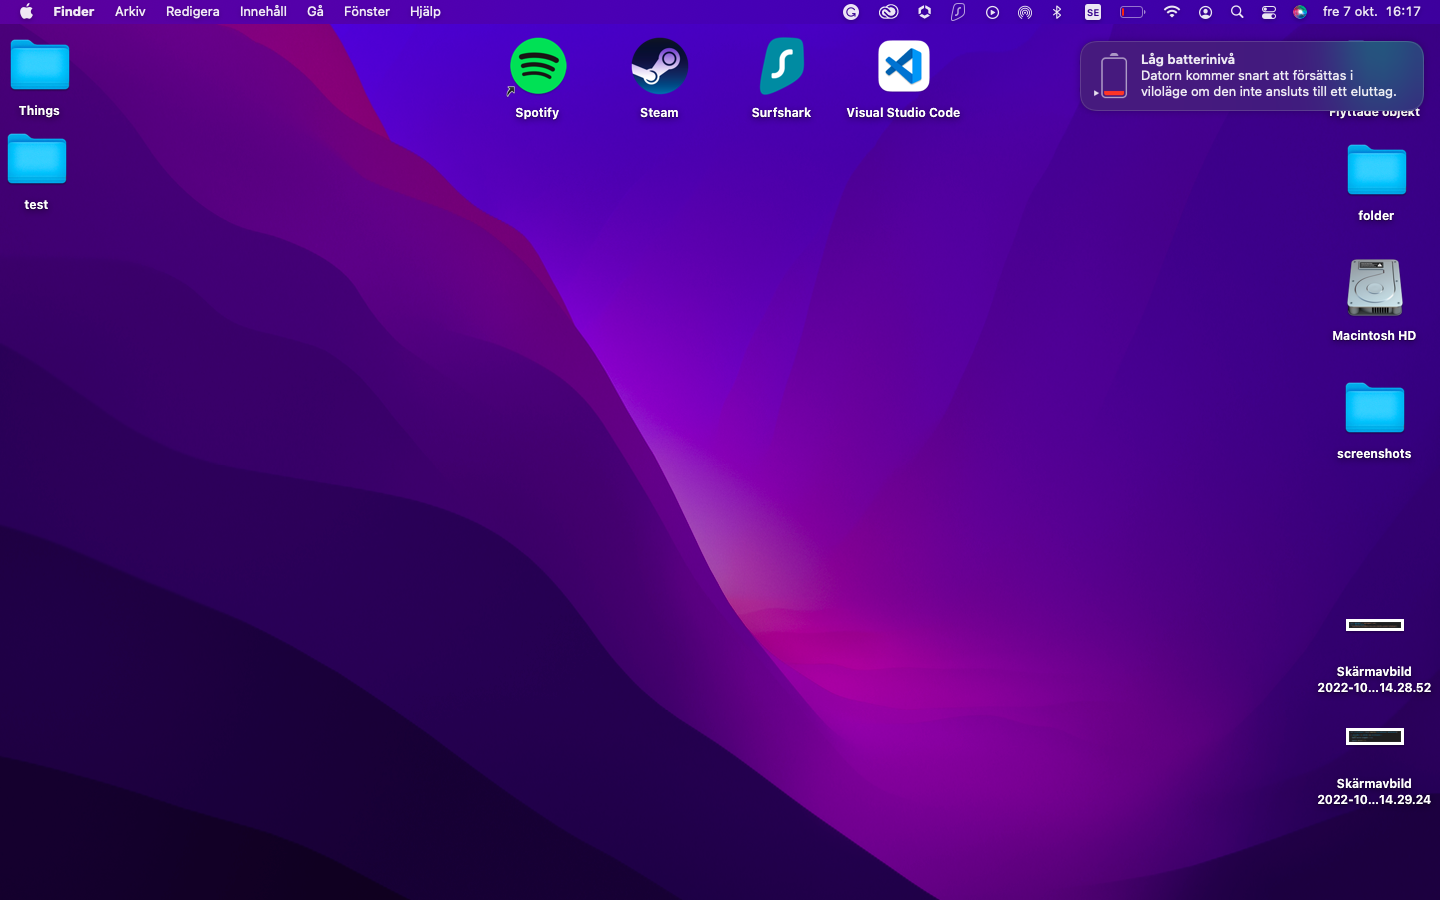 Finder Arkiv Redigera Innehåll Gå Fönster Hjälp SE fre 7 okt. 16:17
Låg batterinivå
Datorn kommer snart att försättas i
viloläge om den inte ansluts till ett eluttag.
Things
Spotify
Steam
Surfshark
Visual Studio Code
Flyttade objekt
test
folder
Macintosh HD
screenshots
Skärmavbild
2022-10...14.28.52
Skärmavbild
2022-10...14.29.24